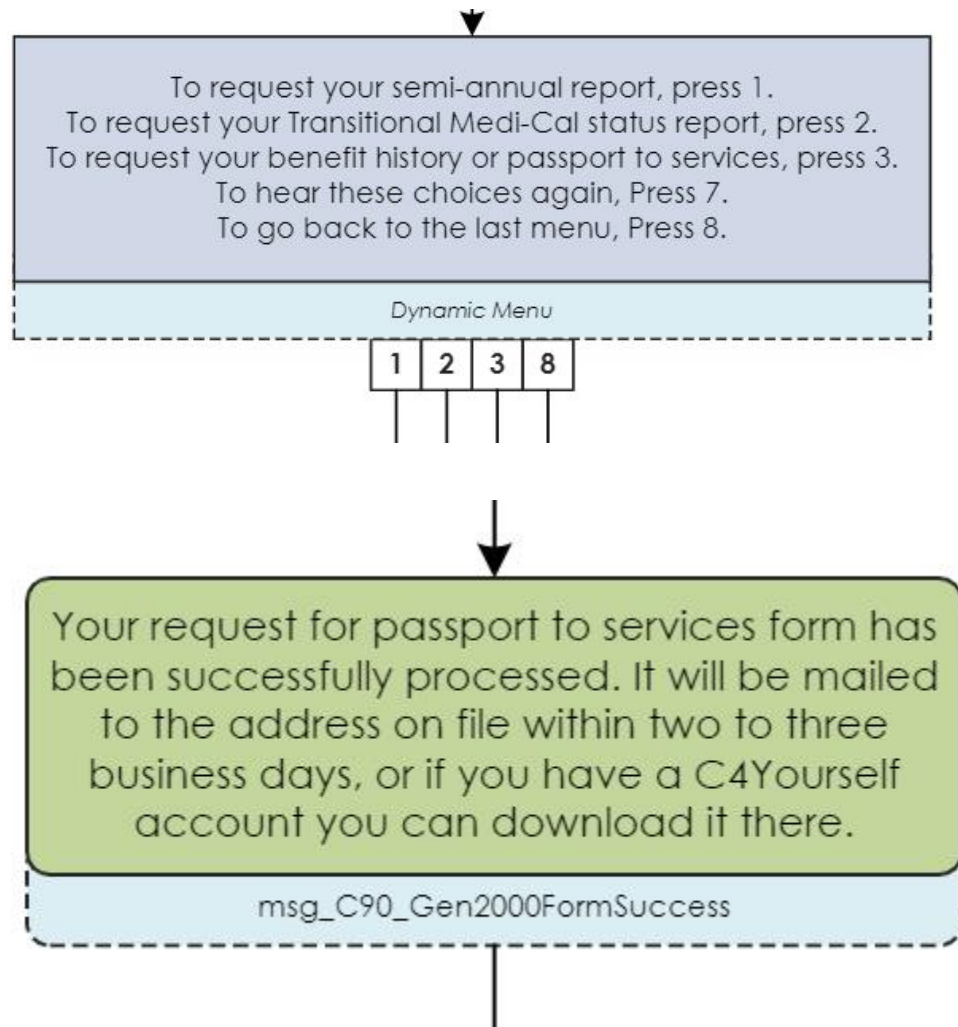 To request your semi-annual report, press 1.
To request your Transitional Medi-Cal status report, press 2.
To request your benefit history or passport to services, press 3.
To hear these choices again, Press 7.
To go back to the last menu, Press 8.
Dynamic Menu
1 2 3 8
Your request for passport to services form has
been successfully processed. It will be mailed
to the address on file within two to three
business days, or if you have a C4Yourself
account you can download it there.
msg_C90_Gen2000FormSuccess